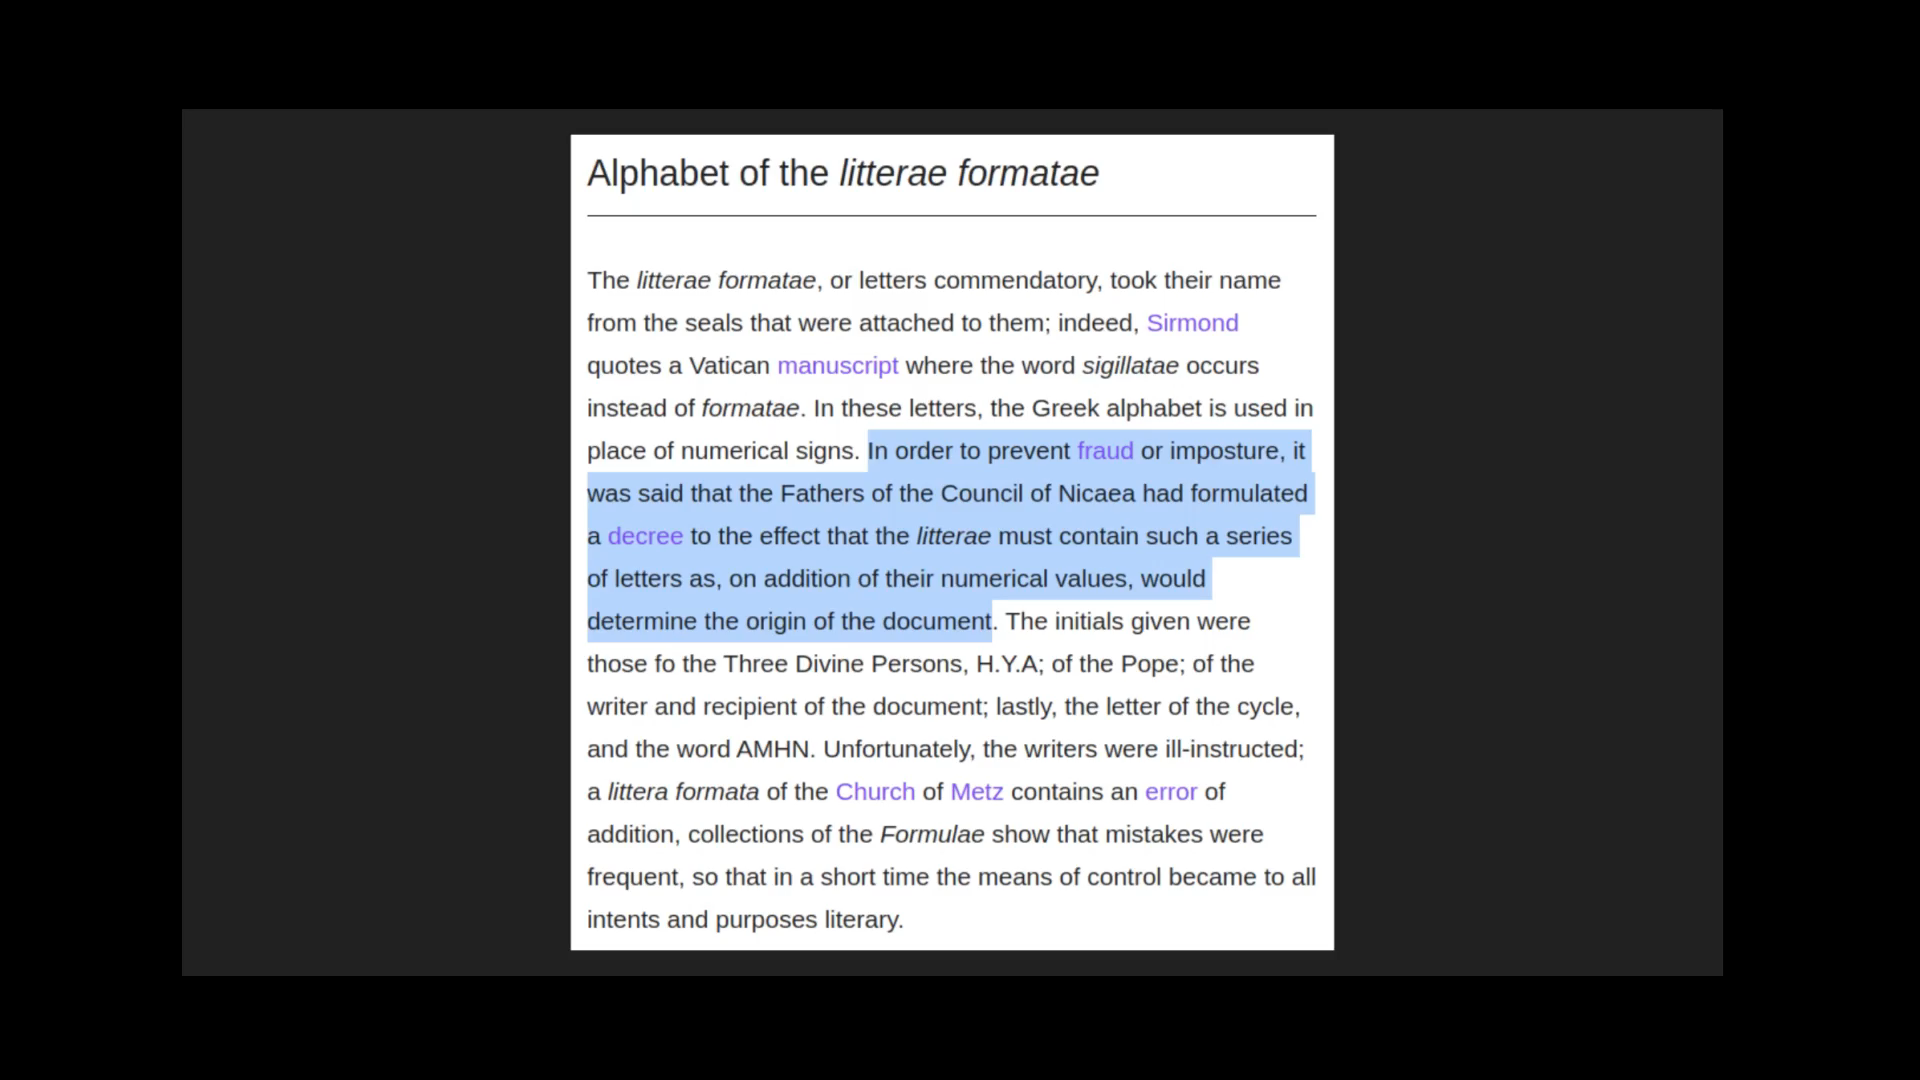 Alphabet of the litterae formatae
The litterae formatae, or letters commendatory, took their name
from the seals that were attached to them; indeed, Sirmond
quotes a Vatican manuscript where the word sigillatae occurs
instead of formatae. In these letters, the Greek alphabet is used in
place of numerical signs. In order to prevent fraud or imposture, it
was said that the Fathers of the Council of Nicaea had formulated
a decree to the effect that the litterae must contain such a series
of letters as, on addition of their numerical values, would
determine the origin of the document. The initials given were
those fo the Three Divine Persons, H.Y.A; of the Pope; of the
writer and recipient of the document; lastly, the letter of the cycle,
and the word AMHN. Unfortunately, the writers were ill-instructed;
a littera formata of the Church of Metz contains an error of
addition, collections of the Formulae show that mistakes were
frequent, so that in a short time the means of control became to all
intents and purposes literary.